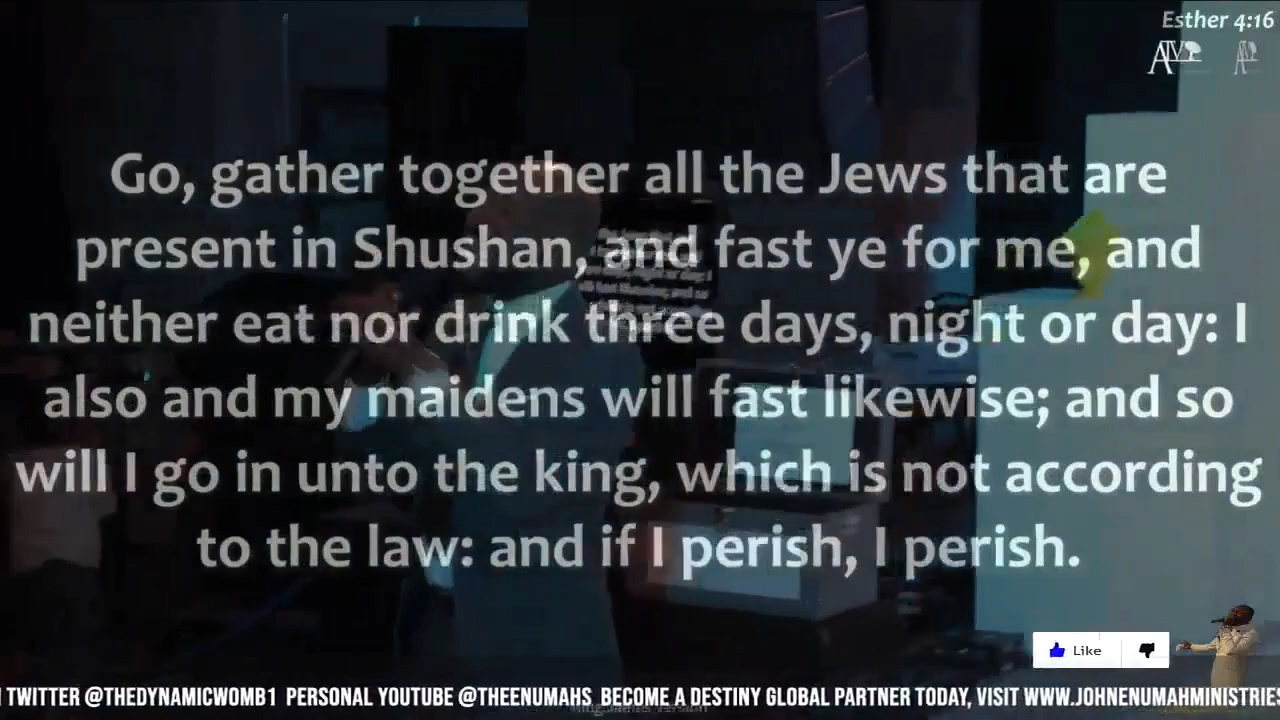 Esther 4:16
ATV
Go, gather together all the Jews that are
present in Shushan, and fast ye for me, and
neither eat nor drink three days, night or day: I
also and my maidens will fast likewise; and so
will I go in unto the king, which is not according
to the law: and if I perish, I perish.
Like
TWITTER @THEDYNAMICWOMB1 PERSONAL YOUTUBE @THEENUMAHS BECOME A DESTINY GLOBAL PARTNER TODAY, VISIT WWW.JOHNENUMAHMINISTRIES